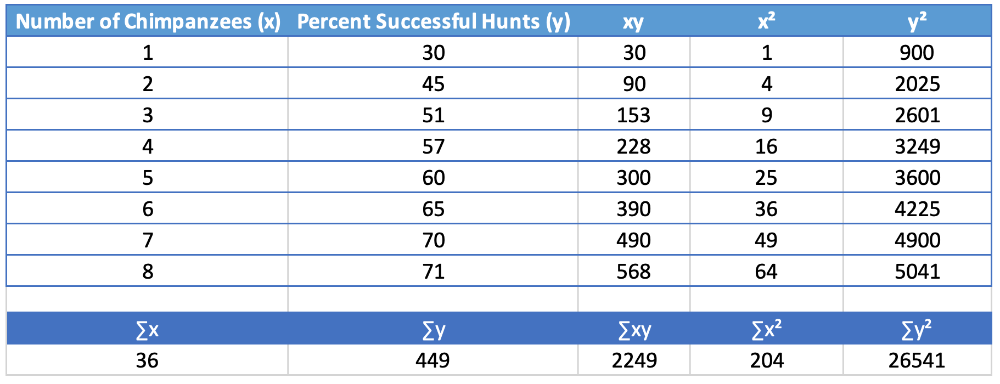 Number of Chimpanzees (x) Percent Successful Hunts (y) xy x² y²
1 30 30 1 900
2 45 90 4 2025
3 51 153 9 2601
4 57 228 16 3249
5 60 300 25 3600
6 65 390 36 4225
7 70 490 49 4900
8 71 568 64 5041
∑x ∑y ∑xy ∑x² ∑y²
36 449 2249 204 26541